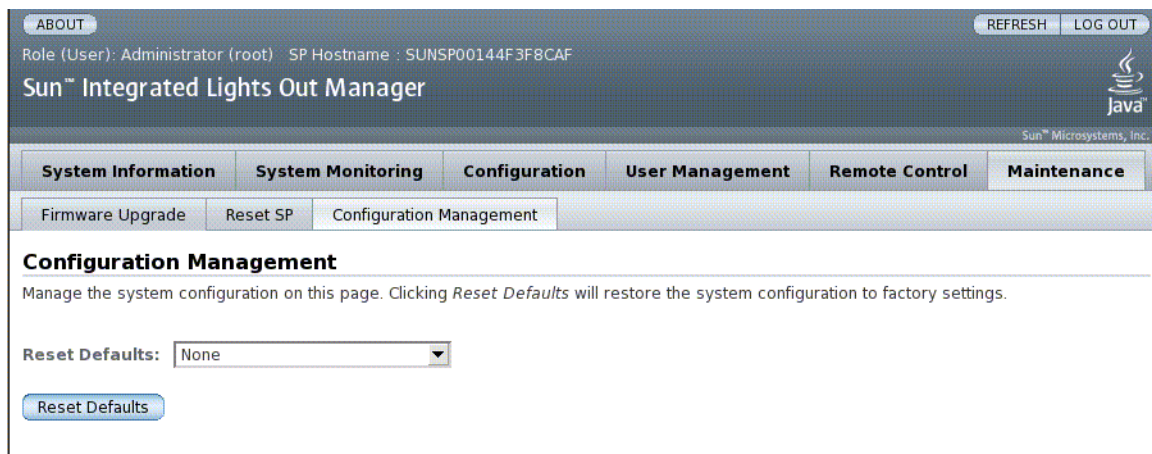 ABOUT REFRESH LOG OUT
Role (User): Administrator (root) SP Hostname : SUNSP00144F3F8CAF
Sun™ Integrated Lights Out Manager
Java™
Sun™ Microsystems, Inc.
System Information System Monitoring Configuration User Management Remote Control Maintenance
Firmware Upgrade Reset SP Configuration Management
Configuration Management
Manage the system configuration on this page. Clicking Reset Defaults will restore the system configuration to factory settings.
Reset Defaults: None
Reset Defaults